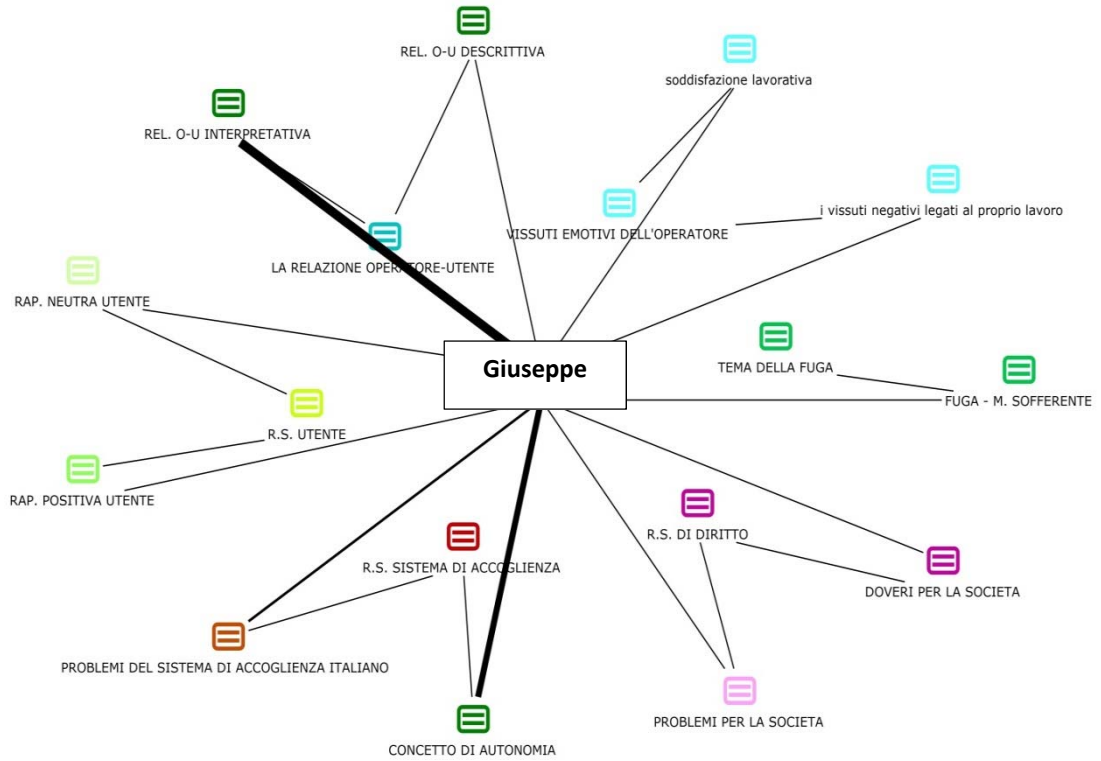 REL. O-U DESCRITTIVA
soddisfazione lavorativa
REL. O-U INTERPRETATIVA
i vissuti negativi legati al proprio lavoro
VISSUTI EMOTIVI DELL'OPERATORE
LA RELAZIONE OPERATORE-UTENTE
RAP. NEUTRA UTENTE
Giuseppe
TEMA DELLA FUGA
FUGA - M. SOFFERENTE
R.S. UTENTE
RAP. POSITIVA UTENTE
R.S. DI DIRITTO
R.S. SISTEMA DI ACCOGLIENZA
DOVERI PER LA SOCIETA
PROBLEMI DEL SISTEMA DI ACCOGLIENZA ITALIANO
PROBLEMI PER LA SOCIETA
CONCETTO DI AUTONOMIA